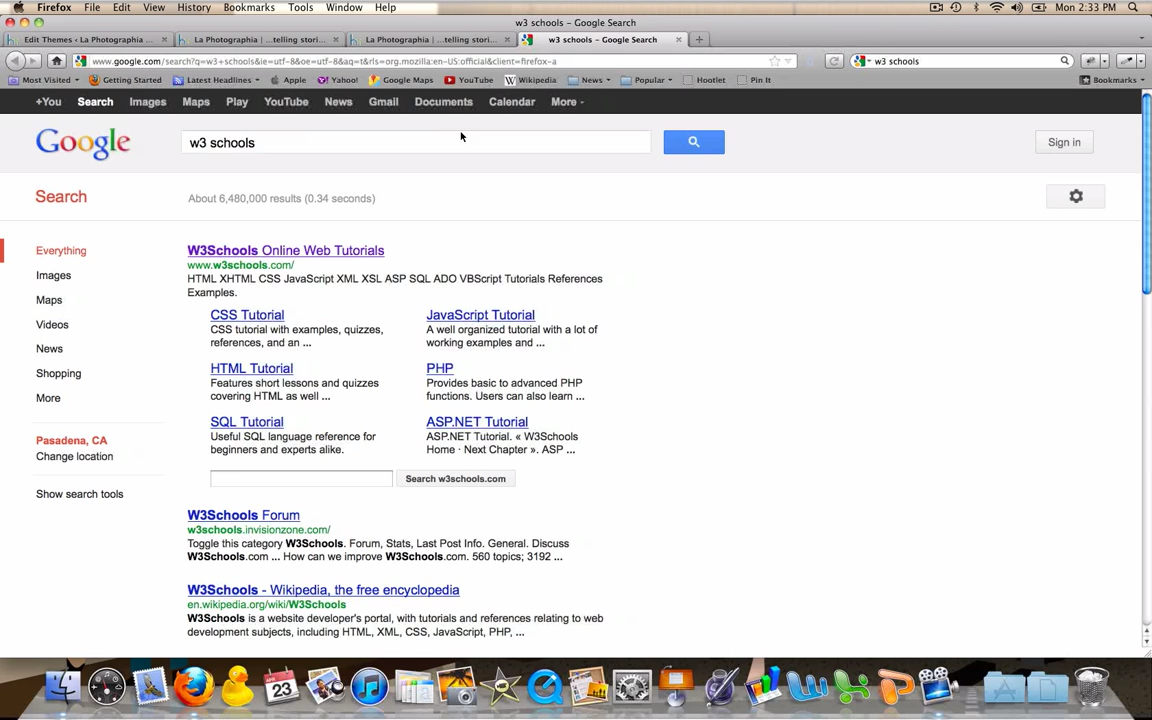 Firefox File Edit View History Bookmarks Tools Window Help Mon 2:33 PM
w3 schools - Google Search
Edit Themes ‹ La Photographia ... La Photographia | ...telling stori... La Photographia | ...telling stori... w3 schools - Google Search
www.google.com/search?q=w3+schools&ie=utf-8&oe=utf-8&aq=t&rls=org.mozilla:en-US:official&client=firefox-a w3 schools
Most Visited Getting Started Latest Headlines Apple Yahoo! Google Maps YouTube Wikipedia News Popular Hootlet Pin It Bookmarks
+You Search Images Maps Play YouTube News Gmail Documents Calendar More
Google w3 schools Sign in
Search About 6,480,000 results (0.34 seconds)
Everything
Images
Maps
Videos
News
Shopping
More
Pasadena, CA
Change location
Show search tools
W3Schools Online Web Tutorials
www.w3schools.com/
HTML XHTML CSS JavaScript XML XSL ASP SQL ADO VBScript Tutorials References
Examples.
CSS Tutorial
CSS tutorial with examples, quizzes,
references, and an ...
JavaScript Tutorial
A well organized tutorial with a lot of
working examples and ...
HTML Tutorial
Features short lessons and quizzes
covering HTML as well ...
PHP
Provides basic to advanced PHP
functions. Users can also learn ...
SQL Tutorial
Useful SQL language reference for
beginners and experts alike.
ASP.NET Tutorial
ASP.NET Tutorial. « W3Schools
Home · Next Chapter ». ASP ...
Search w3schools.com
W3Schools Forum
w3schools.invisionzone.com/
Toggle this category W3Schools. Forum, Stats, Last Post Info. General. Discuss
W3Schools.com ... How can we improve W3Schools.com. 560 topics; 3192 ...
W3Schools - Wikipedia, the free encyclopedia
en.wikipedia.org/wiki/W3Schools
W3Schools is a website developer's portal, with tutorials and references relating to web
development subjects, including HTML, XML, CSS, JavaScript, PHP, ...
APR
23